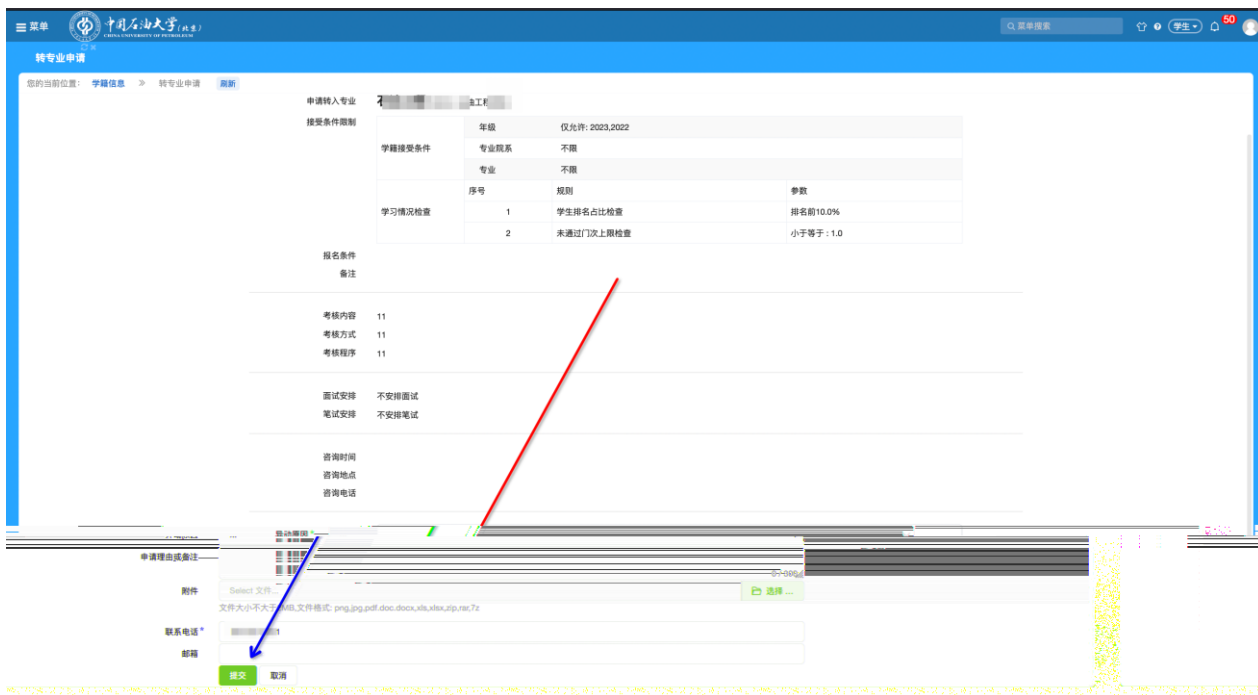 菜单 中国石油大学(北京) 菜单搜索 学生 50
CHINA UNIVERSITY OF PETROLEUM
转专业申请
您的当前位置: 学籍信息 » 转专业申请 刷新
申请转入专业
接受条件限制
学籍接受条件
年级 仅允许: 2023,2022
专业院系 不限
专业 不限
学习情况检查
序号 规则 参数
1 学生排名占比检查 排名前10.0%
2 未通过门次上限检查 小于等于 : 1.0
报名条件
备注
考核内容 11
考核方式 11
考核程序 11
面试安排 不安排面试
笔试安排 不安排笔试
咨询时间
咨询地点
咨询电话
申请理由或备注
附件 Select 文件... 选择 ...
文件大小不大于 MB,文件格式: png,jpg,pdf,doc,docx,xls,xlsx,zip,rar,7z
联系电话* 1
邮箱
提交 取消